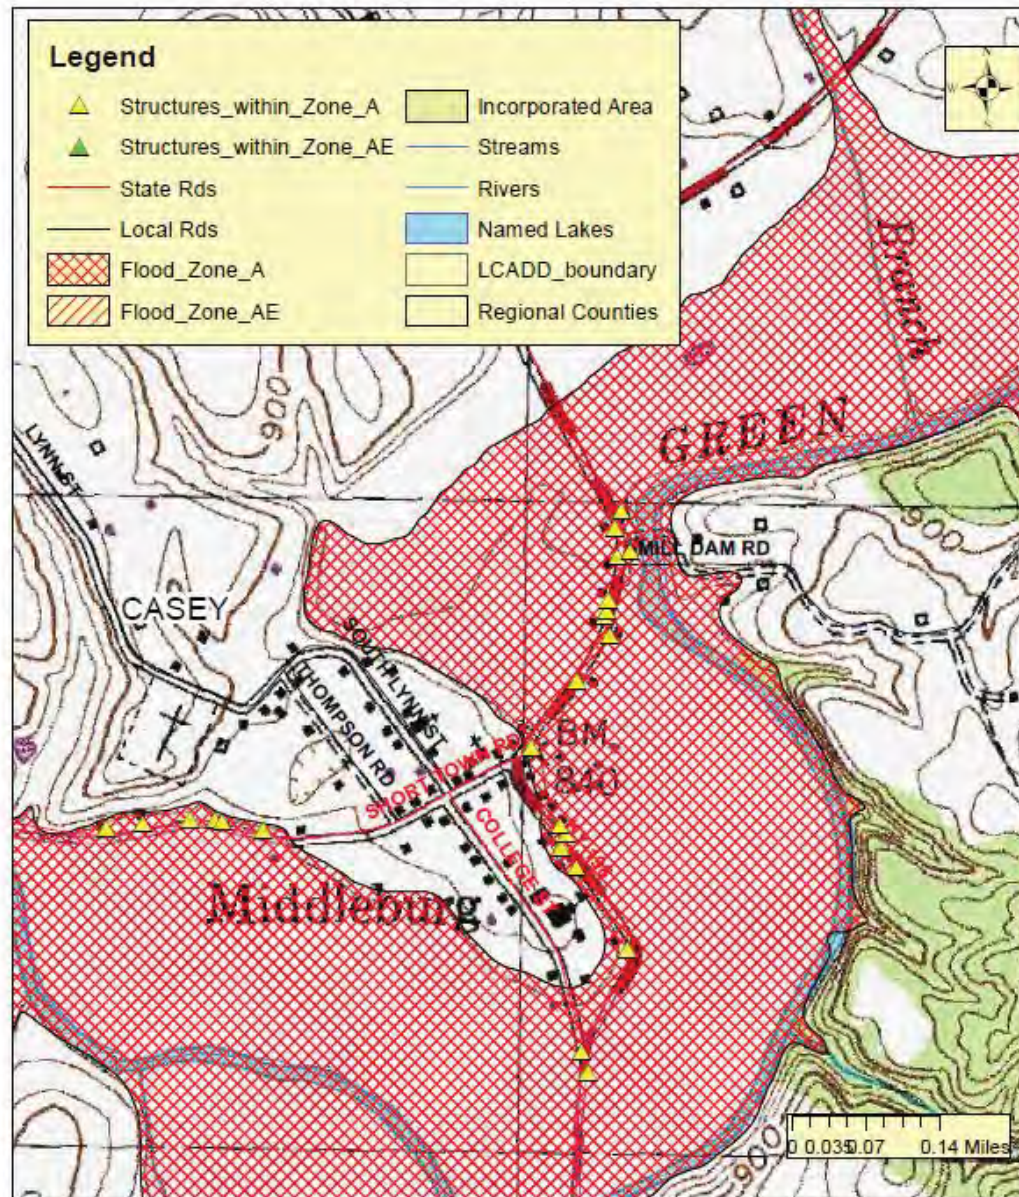 Legend
Structures_within_Zone_A
Structures_within_Zone_AE
State Rds
Local Rds
Flood_Zone_A
Flood_Zone_AE
Incorporated Area
Streams
Rivers
Named Lakes
LCADD_boundary
Regional Counties
Branch
GREEN
900
LYNN ST
MILL DAM RD
900
CASEY
SOUTH LYNN ST
THOMPSON RD
SHORT TOWN RD
BM
840
COLLEGE ST
Middleburg
900
0 0.035 0.07 0.14 Miles